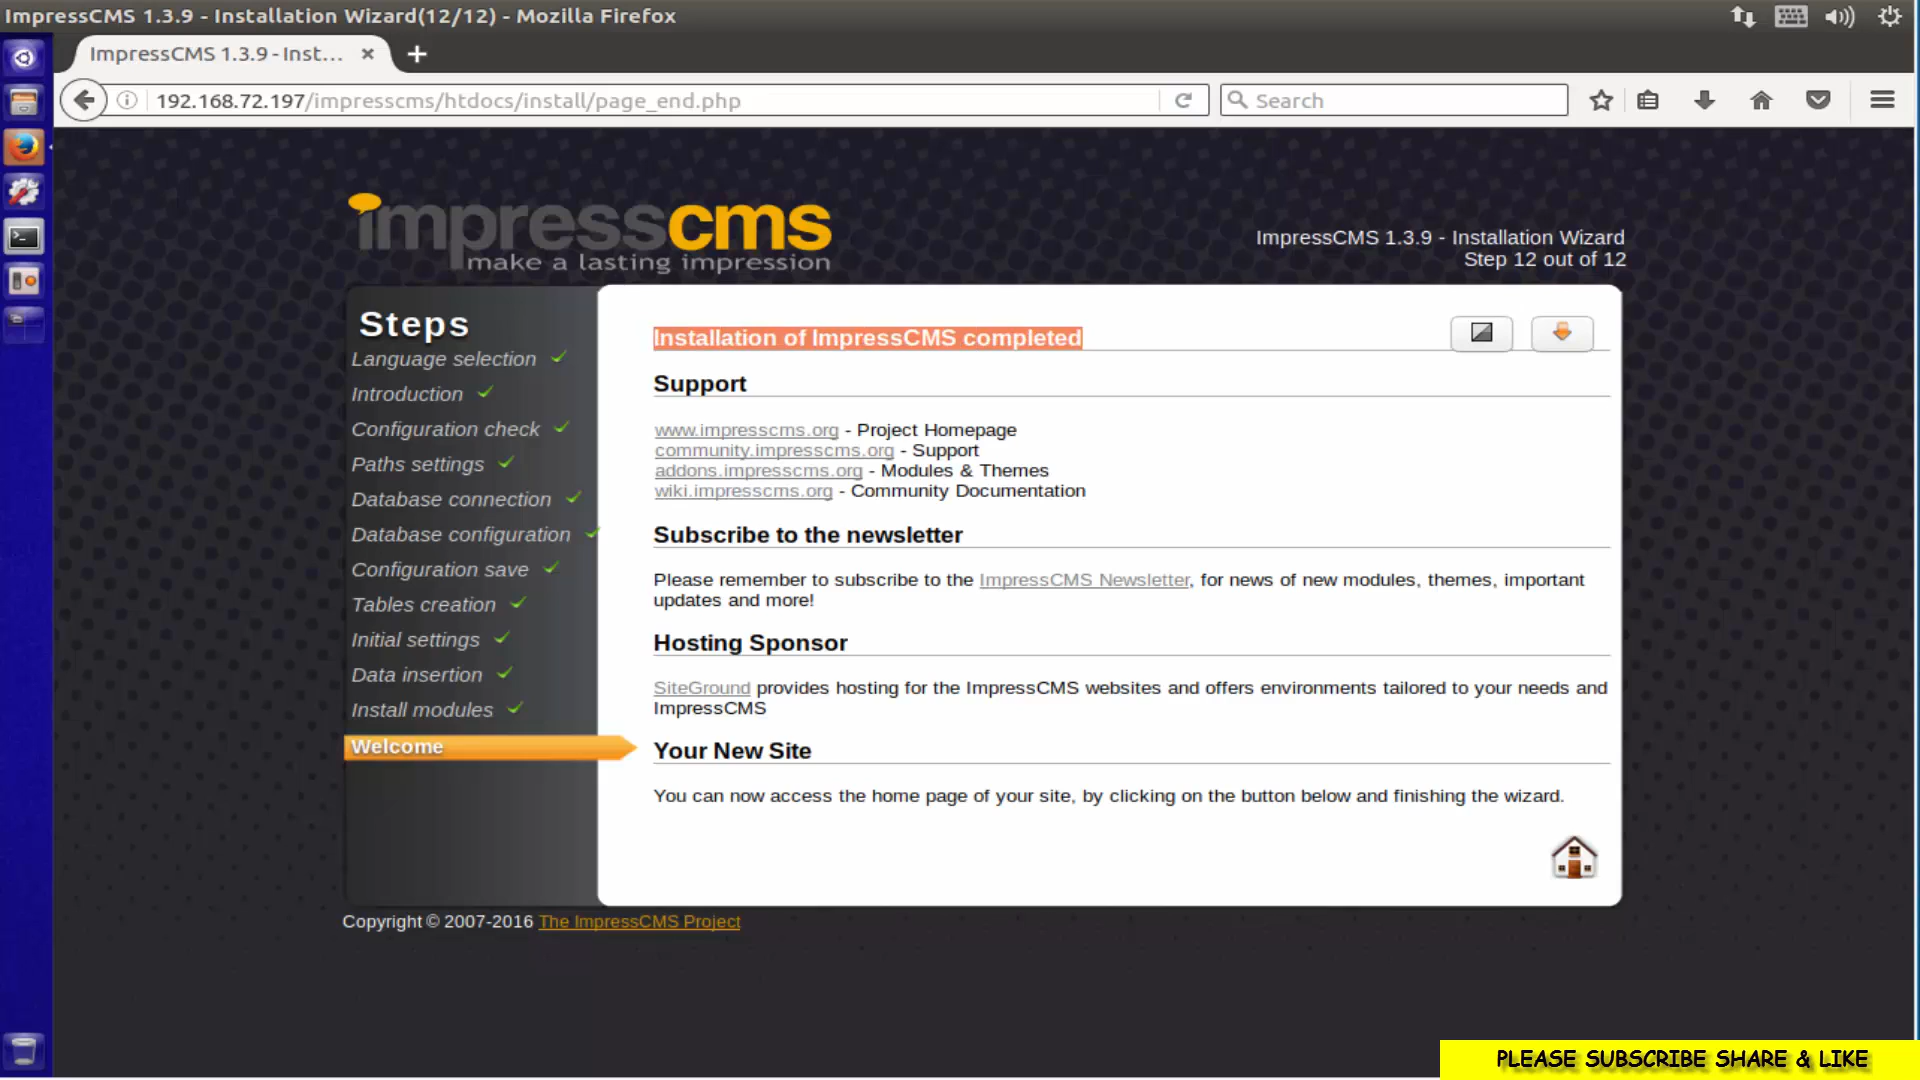 ImpressCMS 1.3.9 - Installation Wizard(12/12) - Mozilla Firefox
ImpressCMS 1.3.9 - Inst...
192.168.72.197/impresscms/htdocs/install/page_end.php
Search
impresscms
make a lasting impression
ImpressCMS 1.3.9 - Installation Wizard
Step 12 out of 12
Steps
Language selection
Introduction
Configuration check
Paths settings
Database connection
Database configuration
Configuration save
Tables creation
Initial settings
Data insertion
Install modules
Welcome
Installation of ImpressCMS completed
Support
www.impresscms.org - Project Homepage
community.impresscms.org - Support
addons.impresscms.org - Modules & Themes
wiki.impresscms.org - Community Documentation
Subscribe to the newsletter
Please remember to subscribe to the ImpressCMS Newsletter, for news of new modules, themes, important
updates and more!
Hosting Sponsor
SiteGround provides hosting for the ImpressCMS websites and offers environments tailored to your needs and
ImpressCMS
Your New Site
You can now access the home page of your site, by clicking on the button below and finishing the wizard.
Copyright © 2007-2016 The ImpressCMS Project
PLEASE SUBSCRIBE SHARE & LIKE